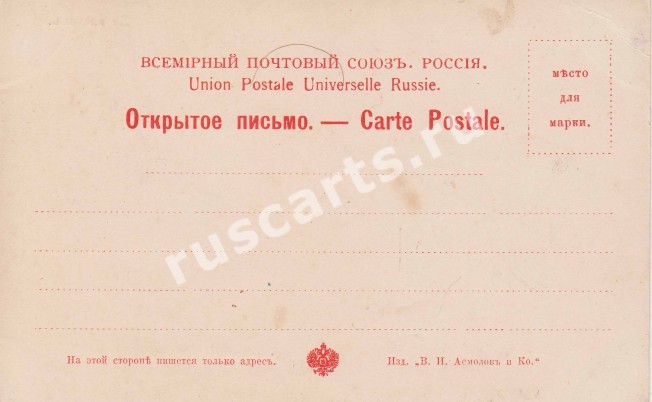 ВСЕМІРНЫЙ ПОЧТОВЫЙ СОЮЗЪ. РОССІЯ.
Union Postale Universelle Russie.
Открытое письмо. — Carte Postale.
мѣсто
для
марки.
ruscarts.ru
На этой сторонѣ пишется только адресъ.
Изд. „В. И. Асмоловъ и Ко.“